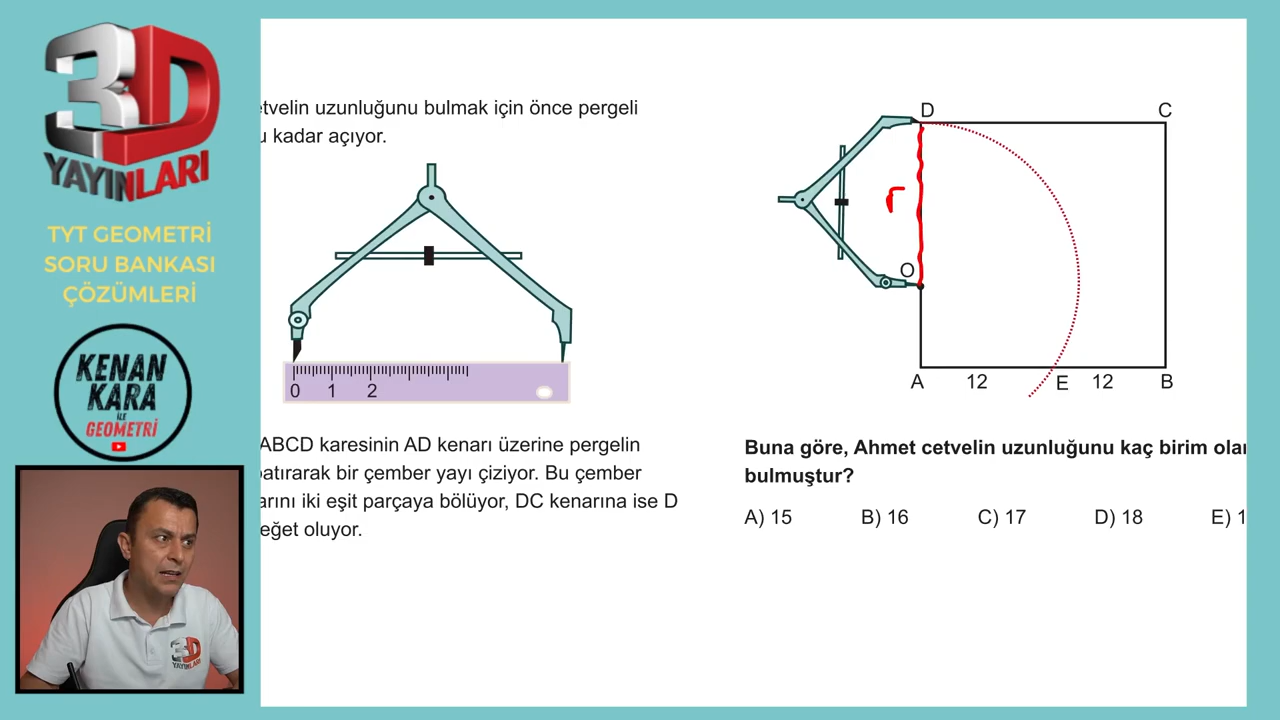 3D
YAYINLARI
TYT GEOMETRİ
SORU BANKASI
ÇÖZÜMLERİ
KENAN
KARA
İLE
GEOMETRİ
3D
YAYINLARI
etvelin uzunluğunu bulmak için önce pergeli
u kadar açıyor.
0 1 2
ABCD karesinin AD kenarı üzerine pergelin
batırarak bir çember yayı çiziyor. Bu çember
arını iki eşit parçaya bölüyor, DC kenarına ise D
eğet oluyor.
D C
r
O
A 12 E 12 B
Buna göre, Ahmet cetvelin uzunluğunu kaç birim olar
bulmuştur?
A) 15 B) 16 C) 17 D) 18 E) 1